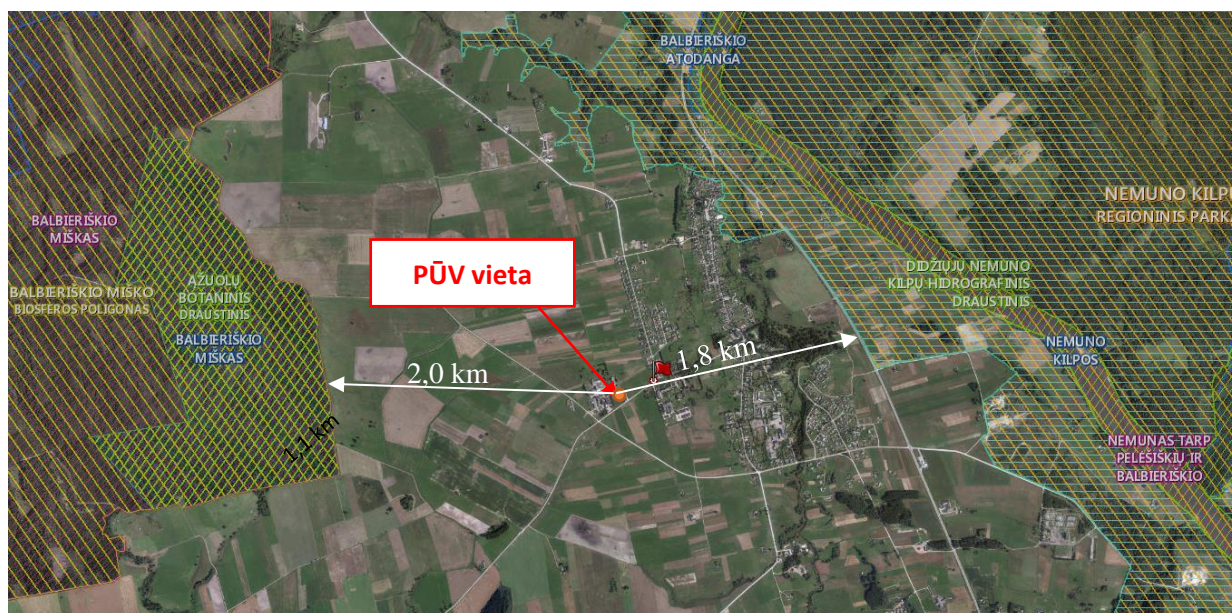 BALBIERIŠKIO
ATODANGA
NEMUNO KILPŲ
REGIONINIS PARK
BALBIERIŠKIO
MIŠKAS
PŪV vieta
DIDŽIŲJŲ NEMUNO
KILPŲ HIDROGRAFINIS
DRAUSTINIS
BALBIERIŠKIO MIŠKO
BIOSFEROS POLIGONAS
ĄŽUOLŲ
BOTANINIS
DRAUSTINIS
BALBIERIŠKIO
MIŠKAS
NEMUNO
KILPOS
2,0 km
1,8 km
1,1 km
NEMUNAS TARP
PELĖŠIŠKIŲ IR
BALBIERIŠKIO